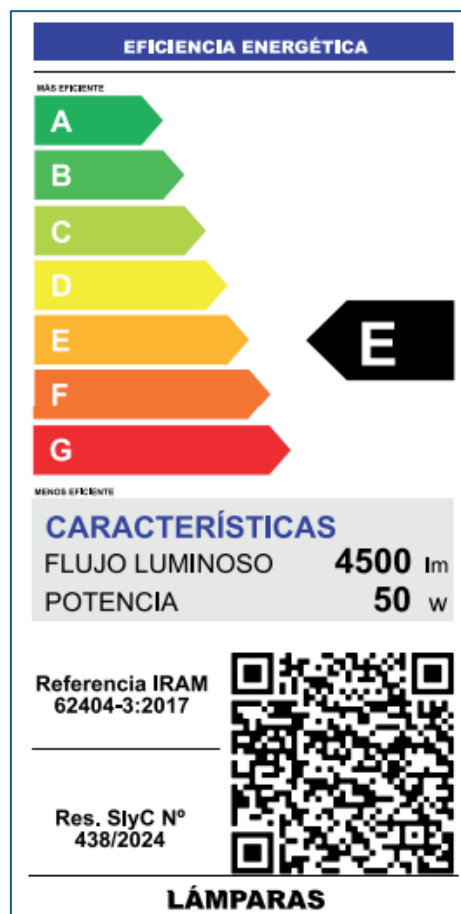 EFICIENCIA ENERGÉTICA
MÁS EFICIENTE
A
B
C
D
E
E
F
G
MENOS EFICIENTE
CARACTERÍSTICAS
FLUJO LUMINOSO 4500 lm
POTENCIA 50 w
Referencia IRAM
62404-3:2017
Res. SIyC Nº
438/2024
LÁMPARAS